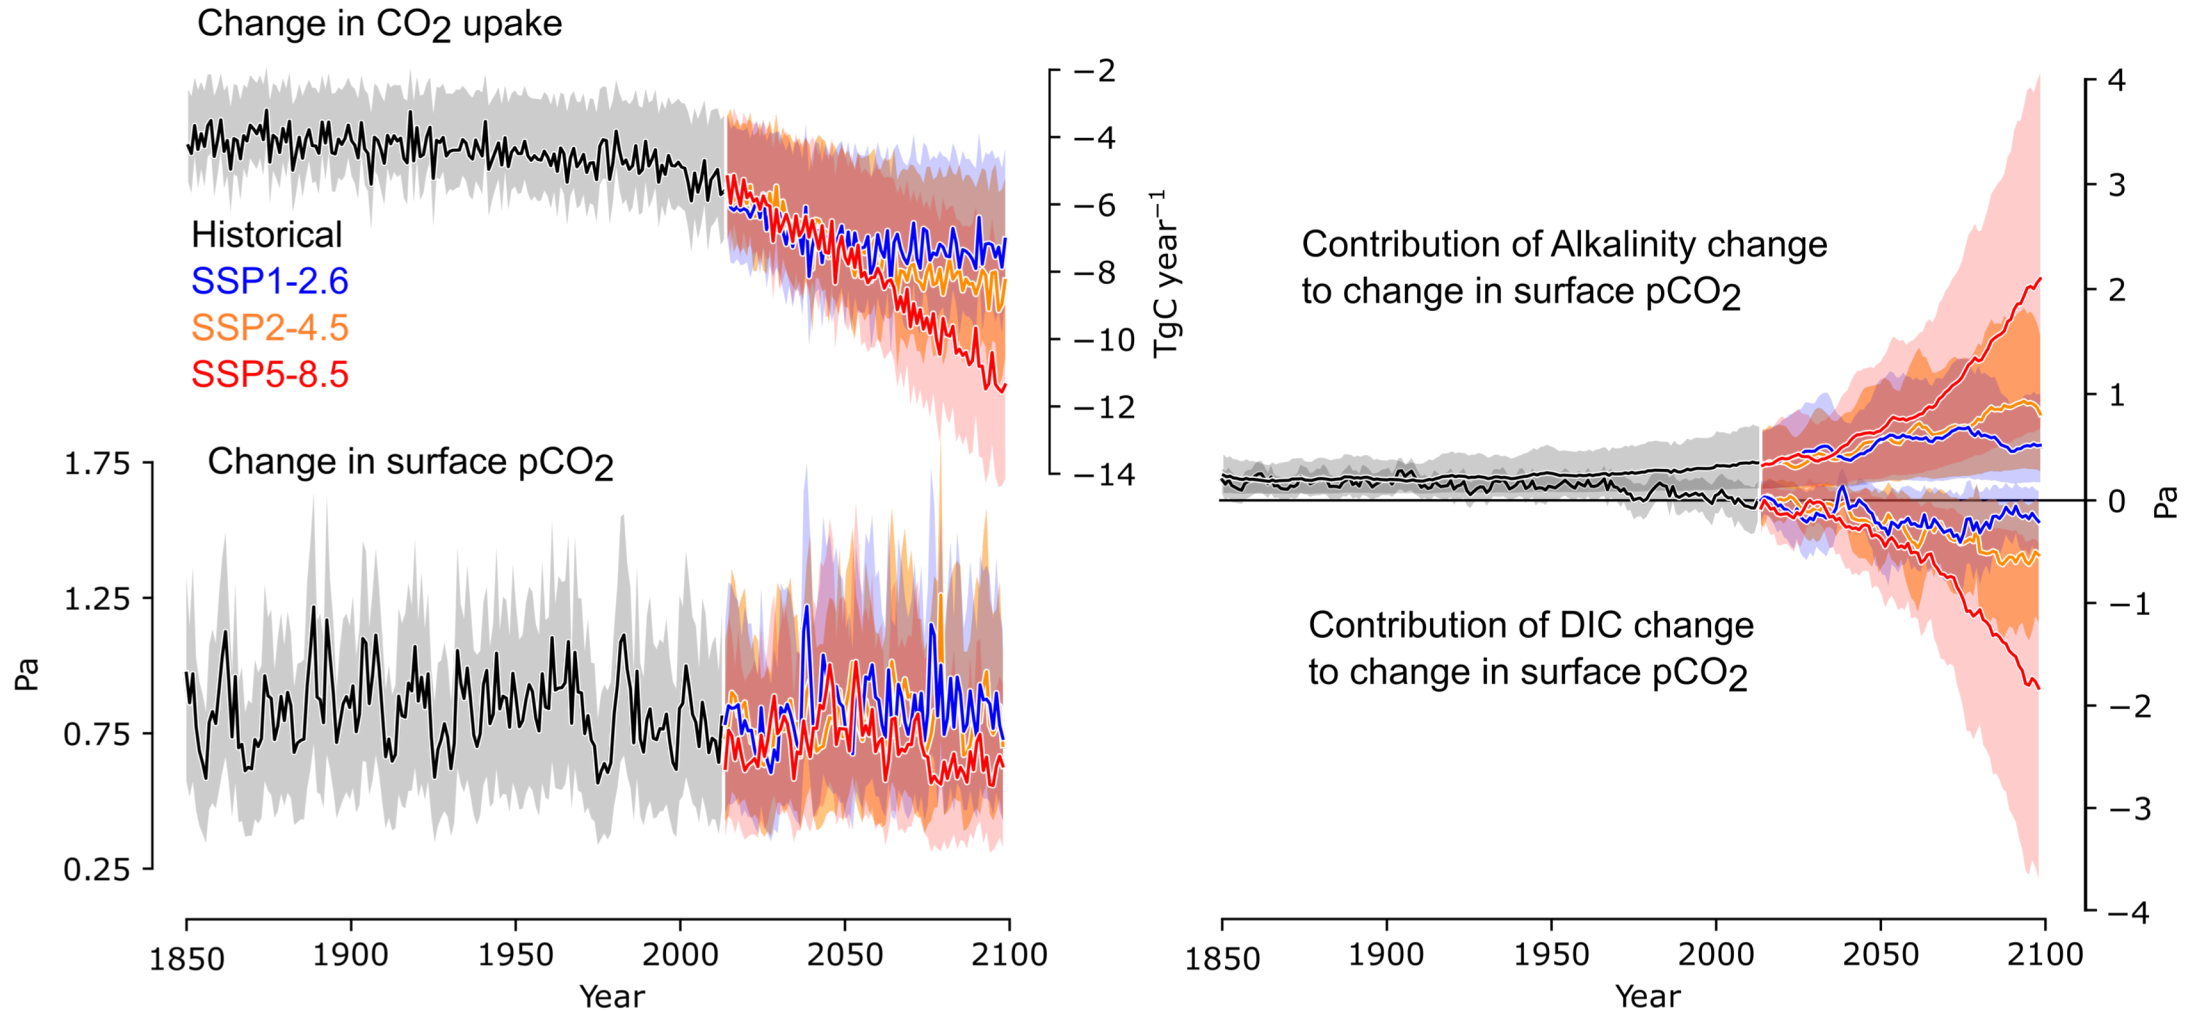 Change in CO2 upake
−2
−4
−6
−8
−10
−12
−14
TgC year−1
Historical
SSP1-2.6
SSP2-4.5
SSP5-8.5
Change in surface pCO2
1.75
1.25
0.75
0.25
Pa
1850
1900
1950
2000
2050
2100
Year
Contribution of Alkalinity change
to change in surface pCO2
Contribution of DIC change
to change in surface pCO2
4
3
2
1
0
−1
−2
−3
−4
Pa
1850
1900
1950
2000
2050
2100
Year